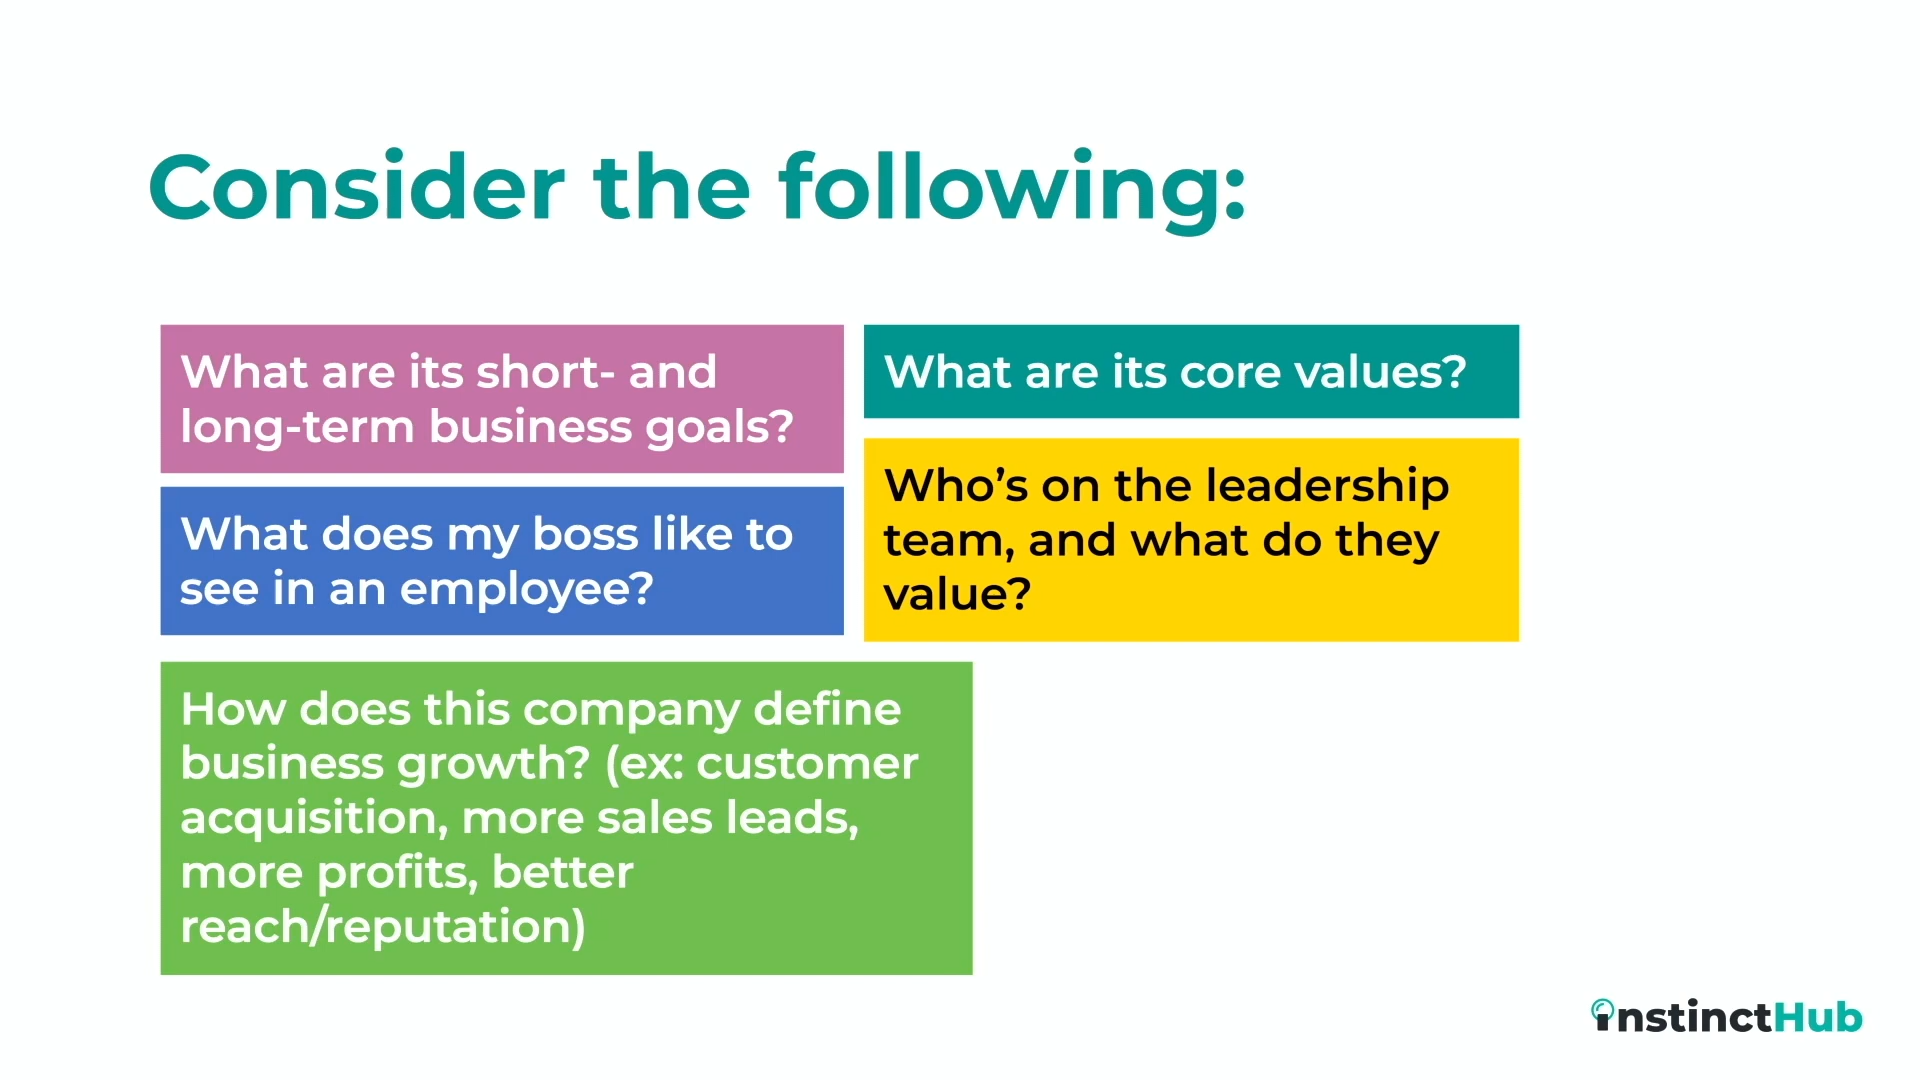 Consider the following:
What are its short- and
long-term business goals?
What are its core values?
What does my boss like to
see in an employee?
Who’s on the leadership
team, and what do they
value?
How does this company define
business growth? (ex: customer
acquisition, more sales leads,
more profits, better
reach/reputation)
instinctHub